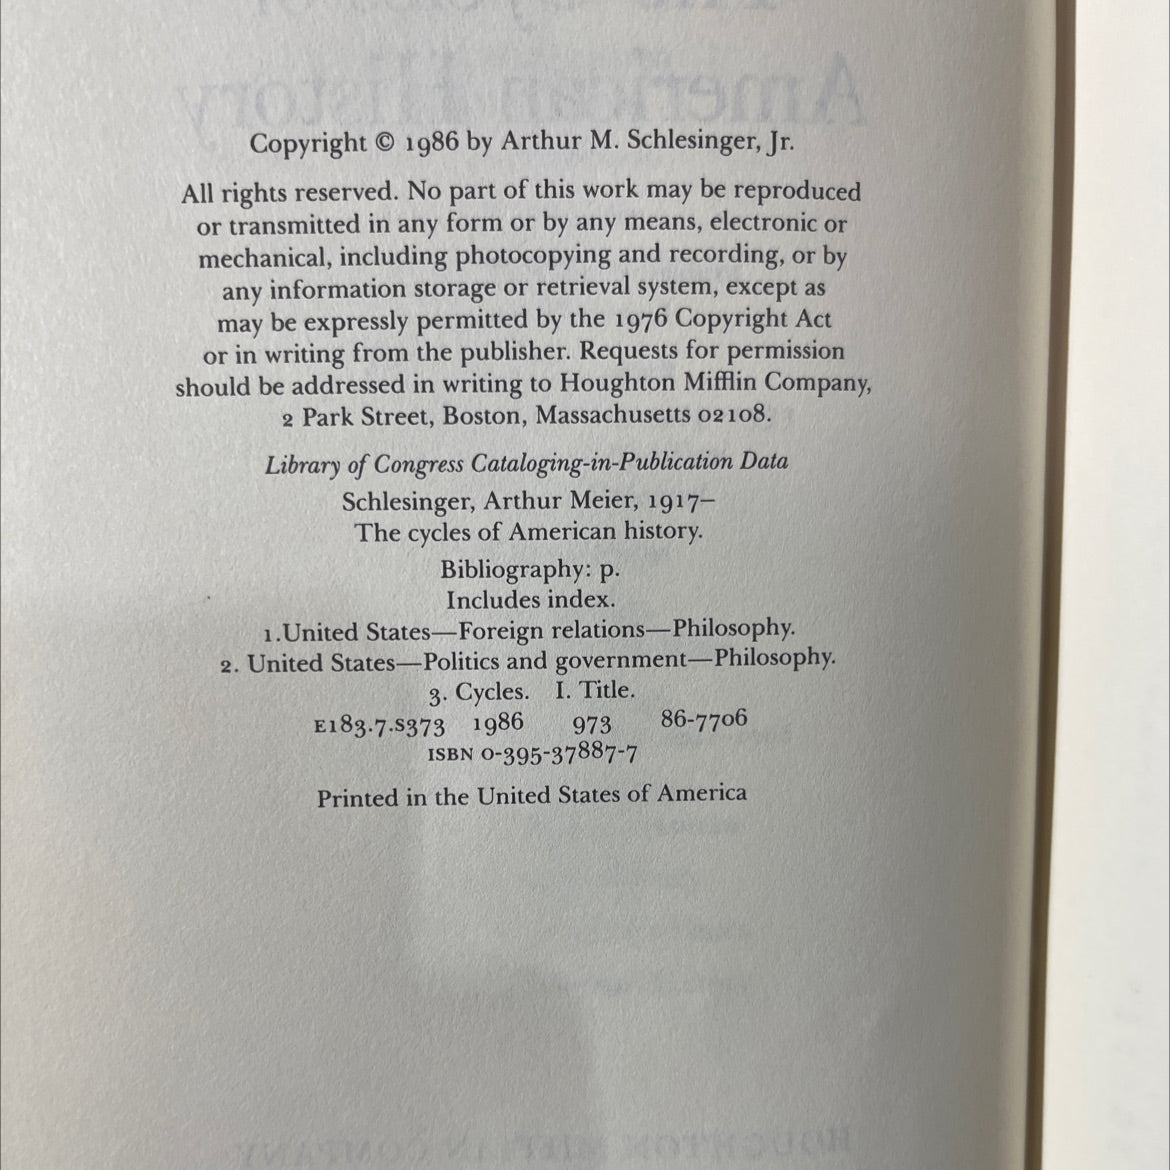 American History
Copyright © 1986 by Arthur M. Schlesinger, Jr.
All rights reserved. No part of this work may be reproduced
or transmitted in any form or by any means, electronic or
mechanical, including photocopying and recording, or by
any information storage or retrieval system, except as
may be expressly permitted by the 1976 Copyright Act
or in writing from the publisher. Requests for permission
should be addressed in writing to Houghton Mifflin Company,
2 Park Street, Boston, Massachusetts 02108.
Library of Congress Cataloging-in-Publication Data
Schlesinger, Arthur Meier, 1917–
The cycles of American history.
Bibliography: p.
Includes index.
1.United States—Foreign relations—Philosophy.
2. United States—Politics and government—Philosophy.
3. Cycles. I. Title.
E183.7.S373 1986 973 86-7706
ISBN 0-395-37887-7
Printed in the United States of America
HOUGHTON MIFFLIN COMPANY